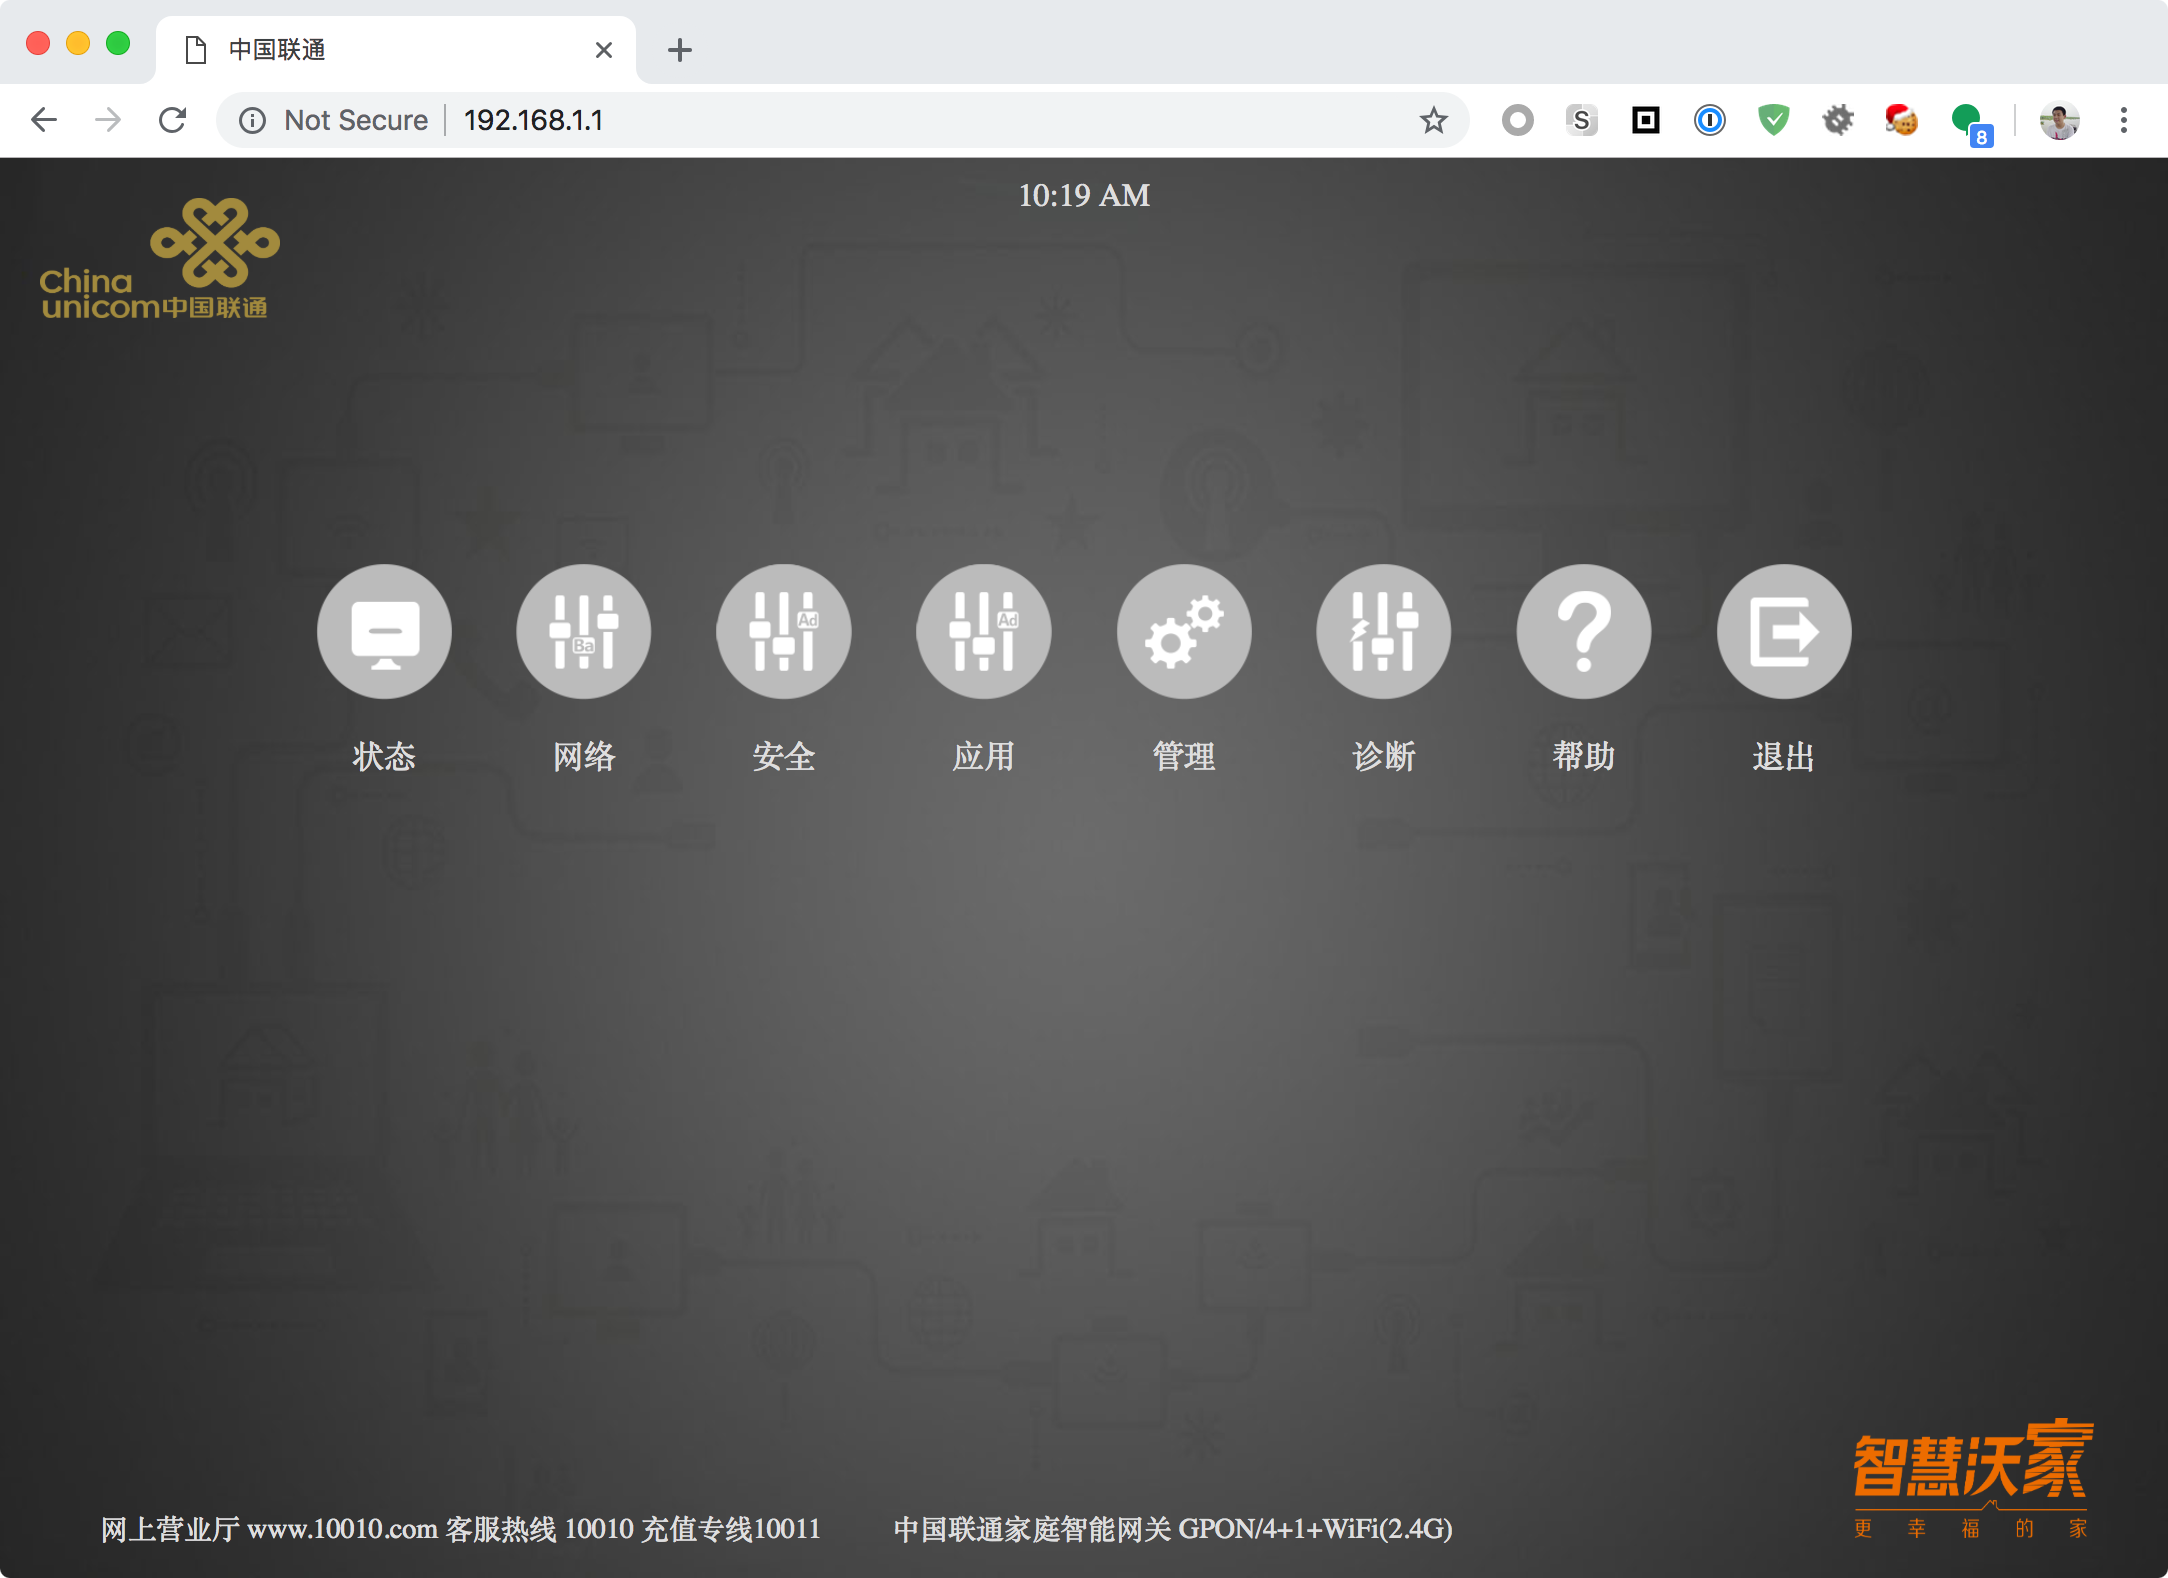 中国联通
Not Secure
192.168.1.1
S
8
10:19 AM
China
unicom中国联通
Ba
Ad
Ad
状态
网络
安全
应用
管理
诊断
帮助
退出
智慧沃家
更幸福的家
网上营业厅 www.10010.com 客服热线 10010 充值专线10011
中国联通家庭智能网关 GPON/4+1+WiFi(2.4G)